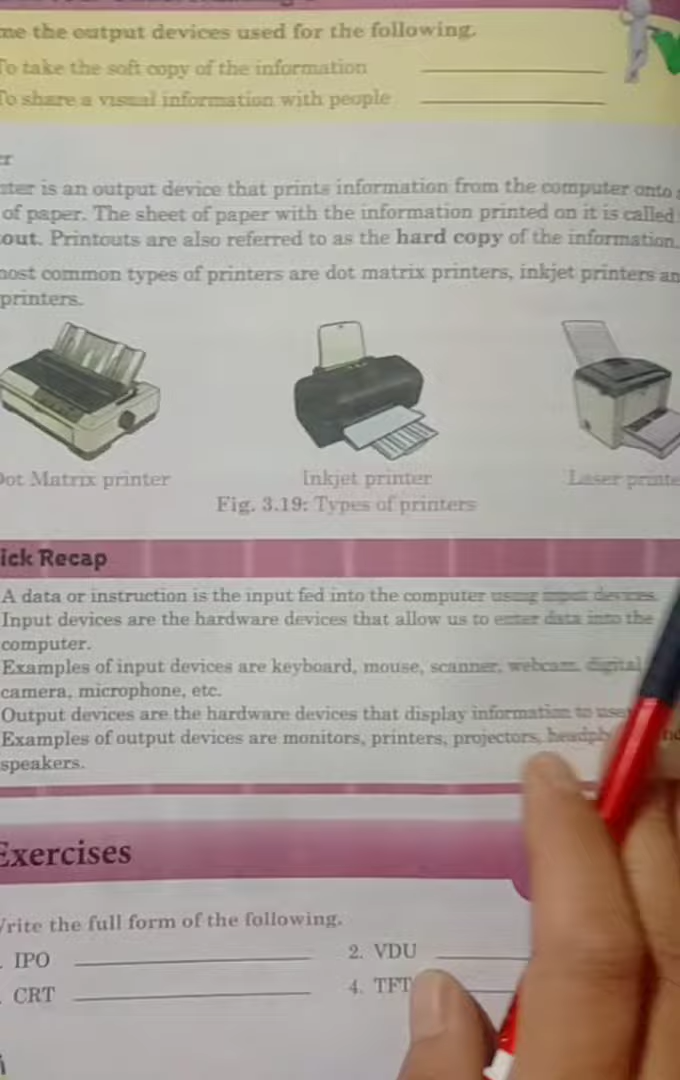 me the output devices used for the following.
To take the soft copy of the information
To share a visual information with people
er
nter is an output device that prints information from the computer onto
of paper. The sheet of paper with the information printed on it is called
out. Printouts are also referred to as the hard copy of the information.
most common types of printers are dot matrix printers, inkjet printers an
printers.
Dot Matrix printer Inkjet printer Laser printe
Fig. 3.19: Types of printers
ick Recap
A data or instruction is the input fed into the computer using input devices.
Input devices are the hardware devices that allow us to enter data into the
computer.
Examples of input devices are keyboard, mouse, scanner, webcam, digital
camera, microphone, etc.
Output devices are the hardware devices that display information to use
Examples of output devices are monitors, printers, projectors, headph
speakers.
Exercises
Write the full form of the following.
IPO 2. VDU
CRT 4. TFT